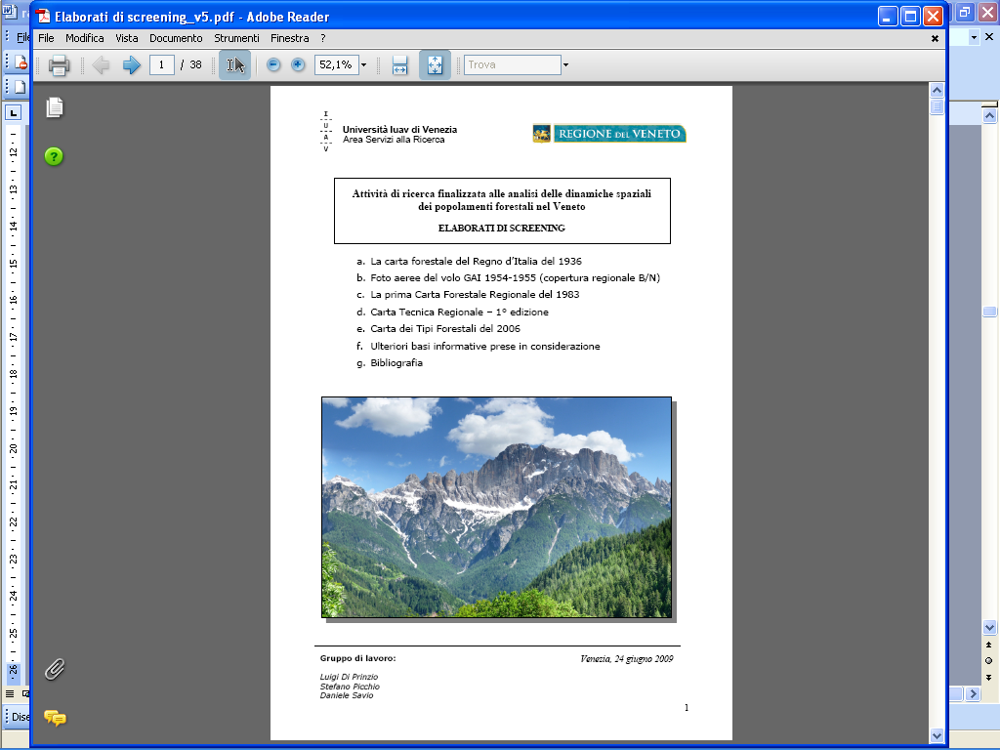 Elaborati di screening_v5.pdf - Adobe Reader
File Modifica Vista Documento Strumenti Finestra ?
1 / 38 52,1% Trova
I
U
A
V
Università Iuav di Venezia
Area Servizi alla Ricerca
REGIONE DEL VENETO
Attività di ricerca finalizzata alle analisi delle dinamiche spaziali
dei popolamenti forestali nel Veneto
ELABORATI DI SCREENING
a. La carta forestale del Regno d'Italia del 1936
b. Foto aeree del volo GAI 1954-1955 (copertura regionale B/N)
c. La prima Carta Forestale Regionale del 1983
d. Carta Tecnica Regionale – 1° edizione
e. Carta dei Tipi Forestali del 2006
f. Ulteriori basi informative prese in considerazione
g. Bibliografia
Gruppo di lavoro:
Venezia, 24 giugno 2009
Luigi Di Prinzio
Stefano Picchio
Daniele Savio
1
12
13
14
15
16
17
18
19
20
21
22
23
24
25
26